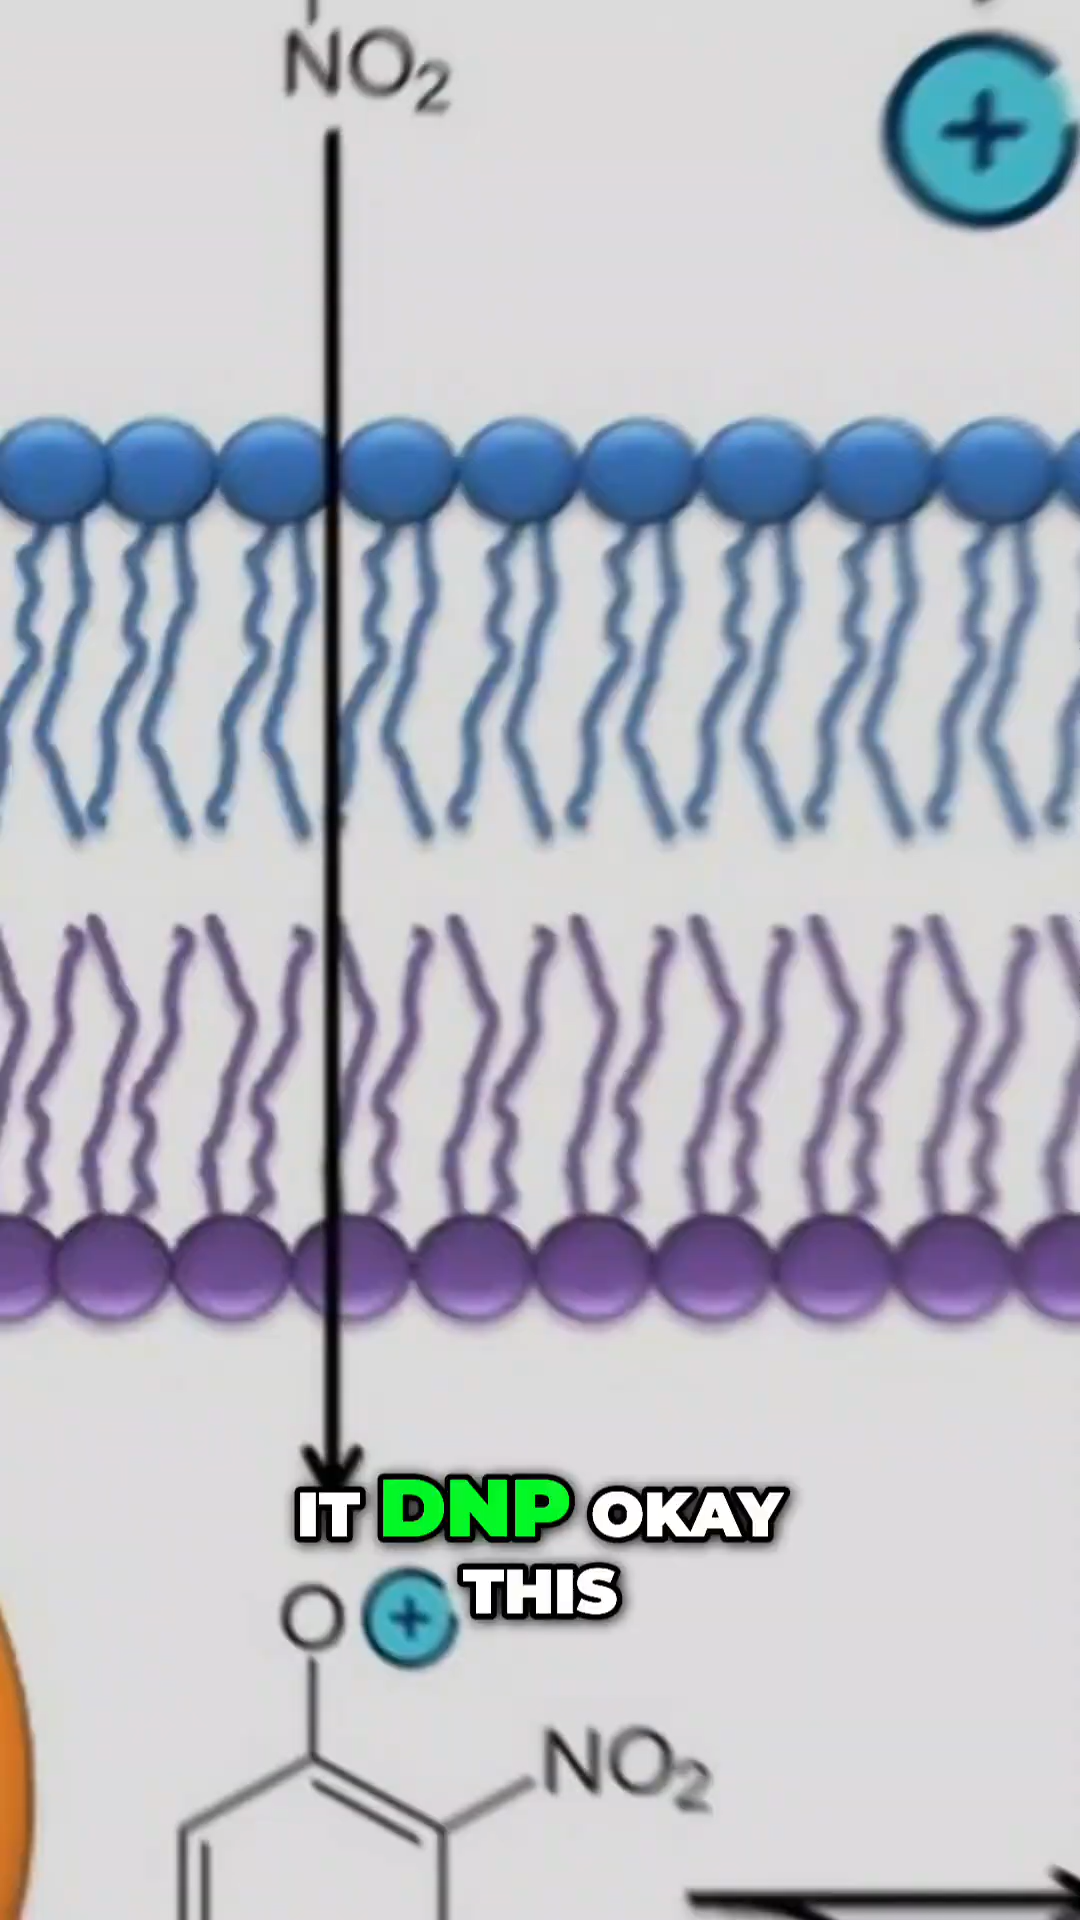 NO₂
+
IT DNP OKAY
THIS
O +
NO₂